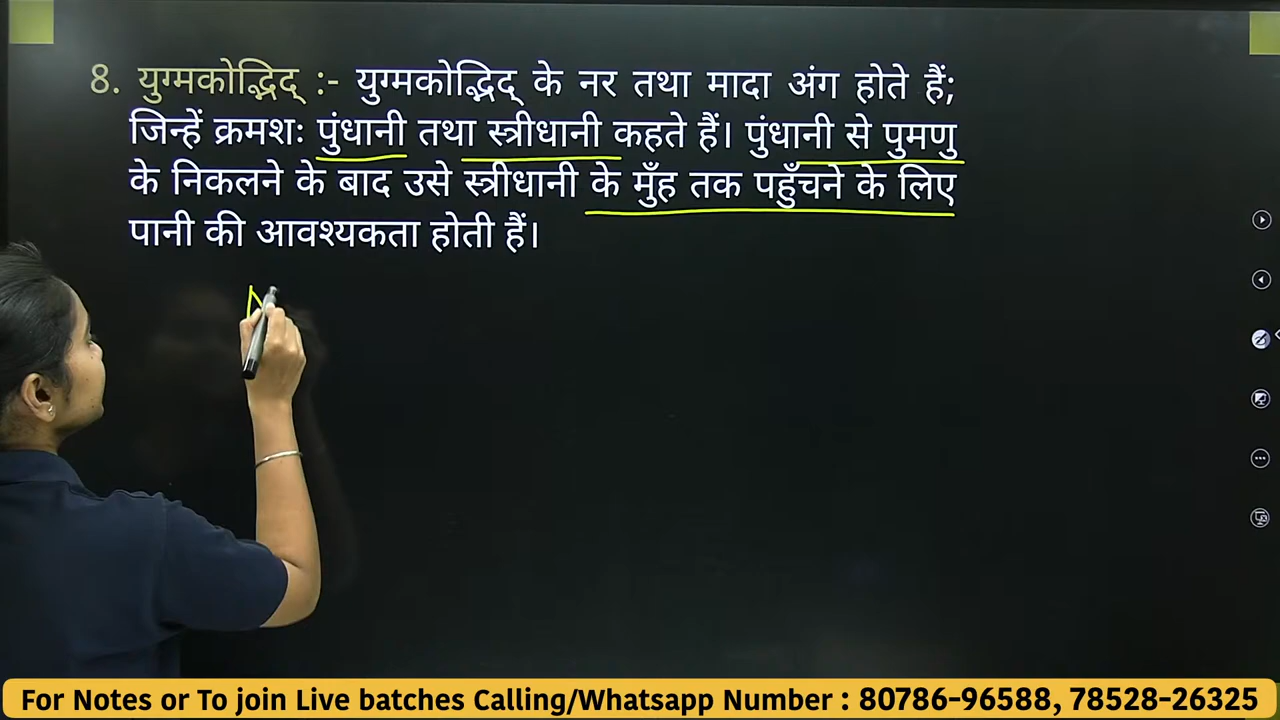 8. युग्मकोद्भिद् :- युग्मकोद्भिद् के नर तथा मादा अंग होते हैं;
जिन्हें क्रमशः पुंधानी तथा स्त्रीधानी कहते हैं। पुंधानी से पुमणु
के निकलने के बाद उसे स्त्रीधानी के मुँह तक पहुँचने के लिए
पानी की आवश्यकता होती हैं।
For Notes or To join Live batches Calling/Whatsapp Number : 80786-96588, 78528-26325